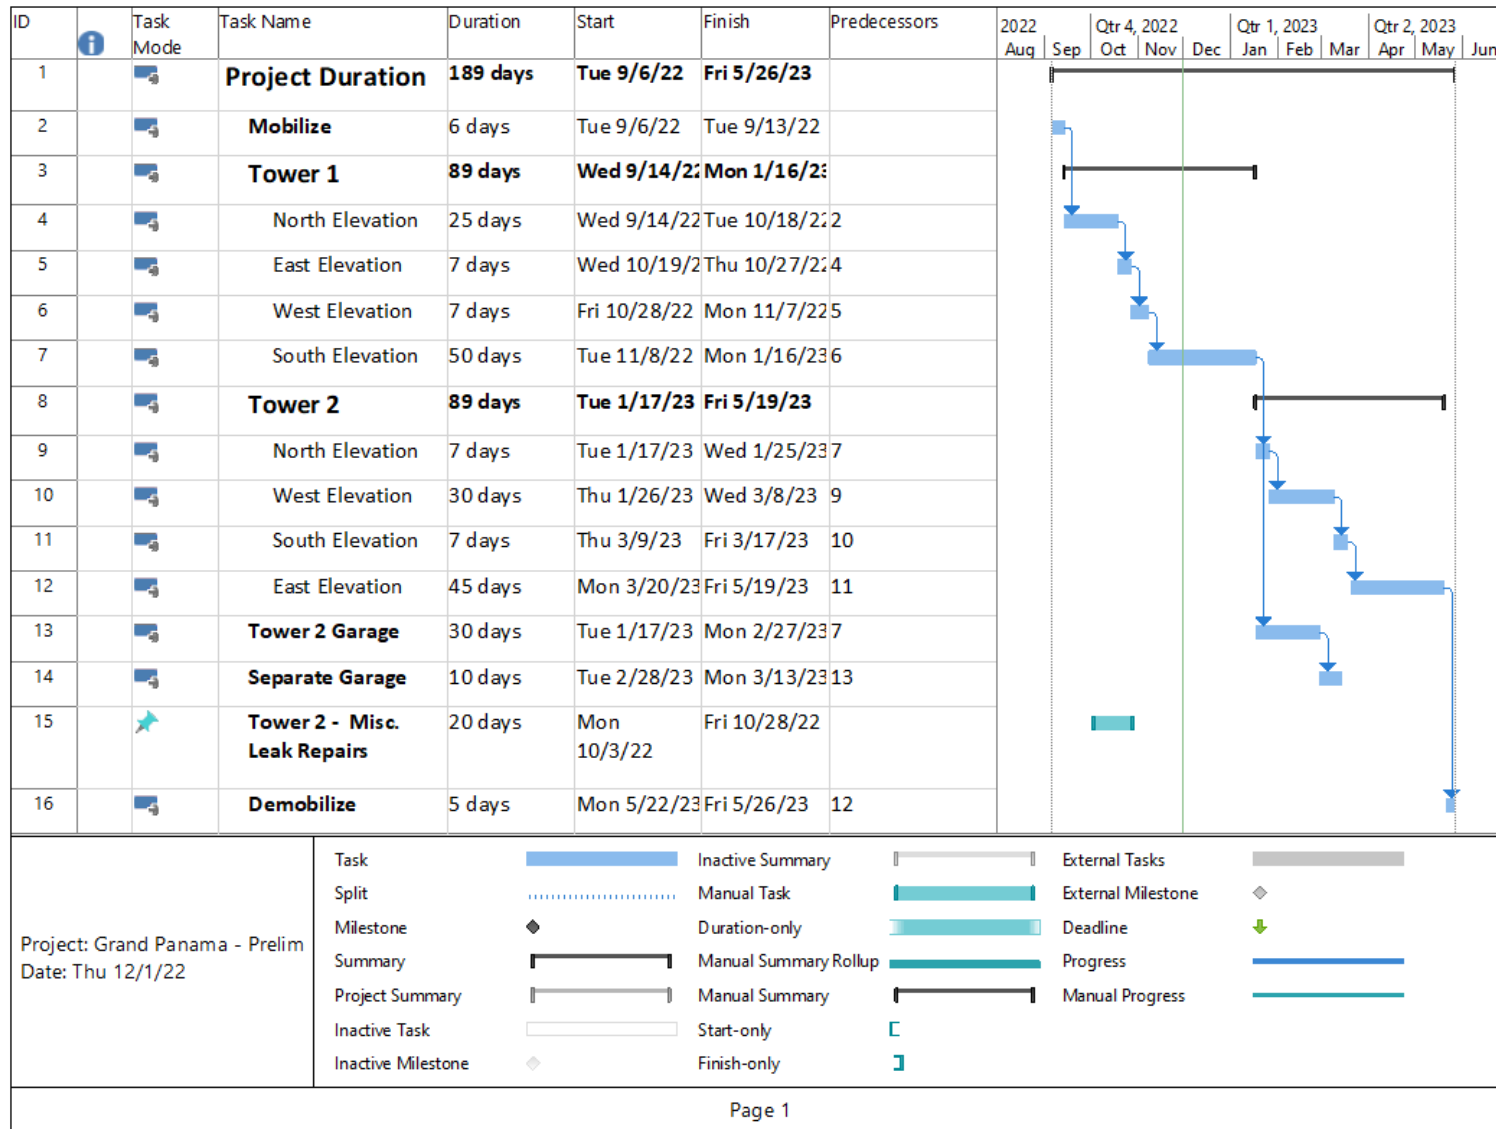 ID Task Mode Task Name Duration Start Finish Predecessors
2022 Qtr 4, 2022 Qtr 1, 2023 Qtr 2, 2023
Aug Sep Oct Nov Dec Jan Feb Mar Apr May Jun
1 Project Duration 189 days Tue 9/6/22 Fri 5/26/23
2 Mobilize 6 days Tue 9/6/22 Tue 9/13/22
3 Tower 1 89 days Wed 9/14/22 Mon 1/16/23
4 North Elevation 25 days Wed 9/14/22 Tue 10/18/22 2
5 East Elevation 7 days Wed 10/19/2 Thu 10/27/22 4
6 West Elevation 7 days Fri 10/28/22 Mon 11/7/22 5
7 South Elevation 50 days Tue 11/8/22 Mon 1/16/23 6
8 Tower 2 89 days Tue 1/17/23 Fri 5/19/23
9 North Elevation 7 days Tue 1/17/23 Wed 1/25/23 7
10 West Elevation 30 days Thu 1/26/23 Wed 3/8/23 9
11 South Elevation 7 days Thu 3/9/23 Fri 3/17/23 10
12 East Elevation 45 days Mon 3/20/23 Fri 5/19/23 11
13 Tower 2 Garage 30 days Tue 1/17/23 Mon 2/27/23 7
14 Separate Garage 10 days Tue 2/28/23 Mon 3/13/23 13
15 Tower 2 - Misc. Leak Repairs 20 days Mon 10/3/22 Fri 10/28/22
16 Demobilize 5 days Mon 5/22/23 Fri 5/26/23 12
Project: Grand Panama - Prelim
Date: Thu 12/1/22
Task Inactive Summary External Tasks
Split Manual Task External Milestone
Milestone Duration-only Deadline
Summary Manual Summary Rollup Progress
Project Summary Manual Summary Manual Progress
Inactive Task Start-only
Inactive Milestone Finish-only
Page 1